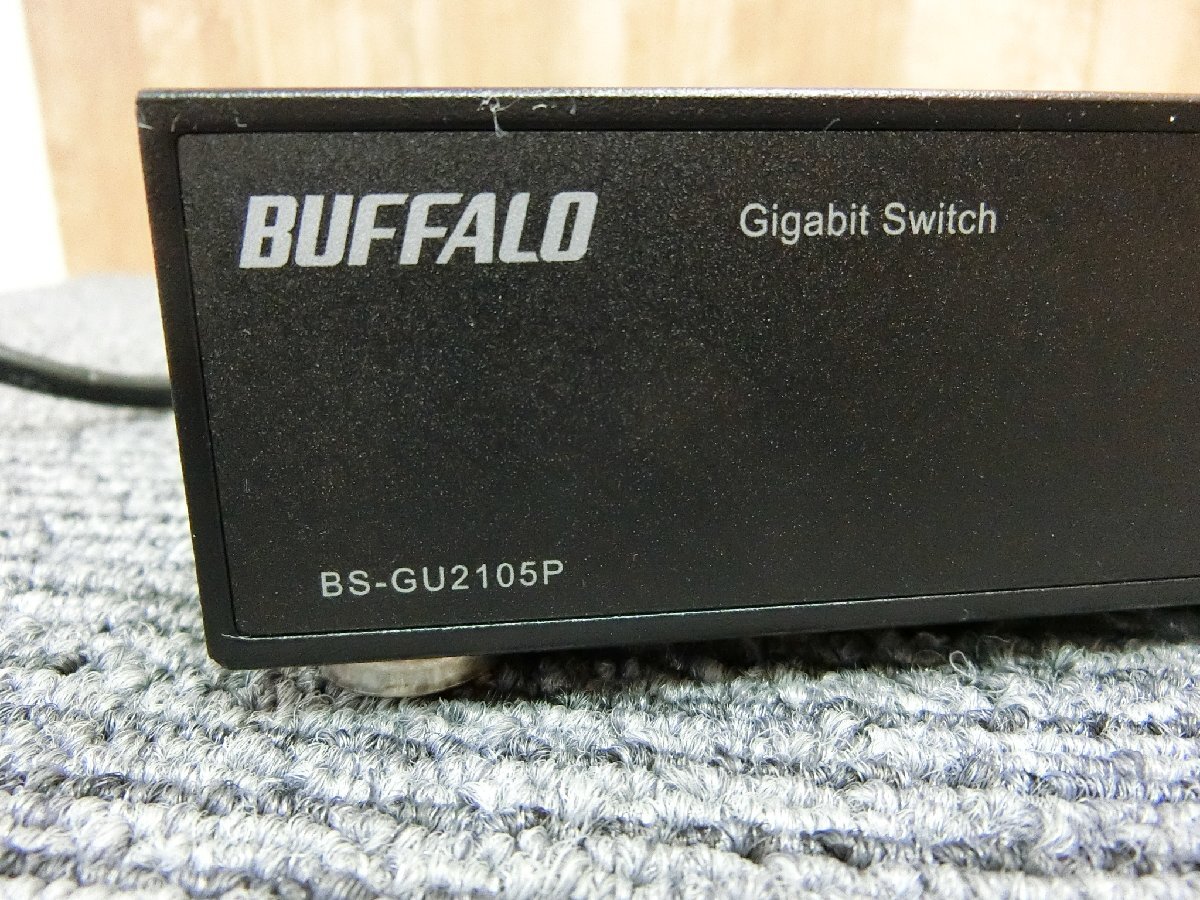 BUFFALO
Gigabit Switch
BS-GU2105P